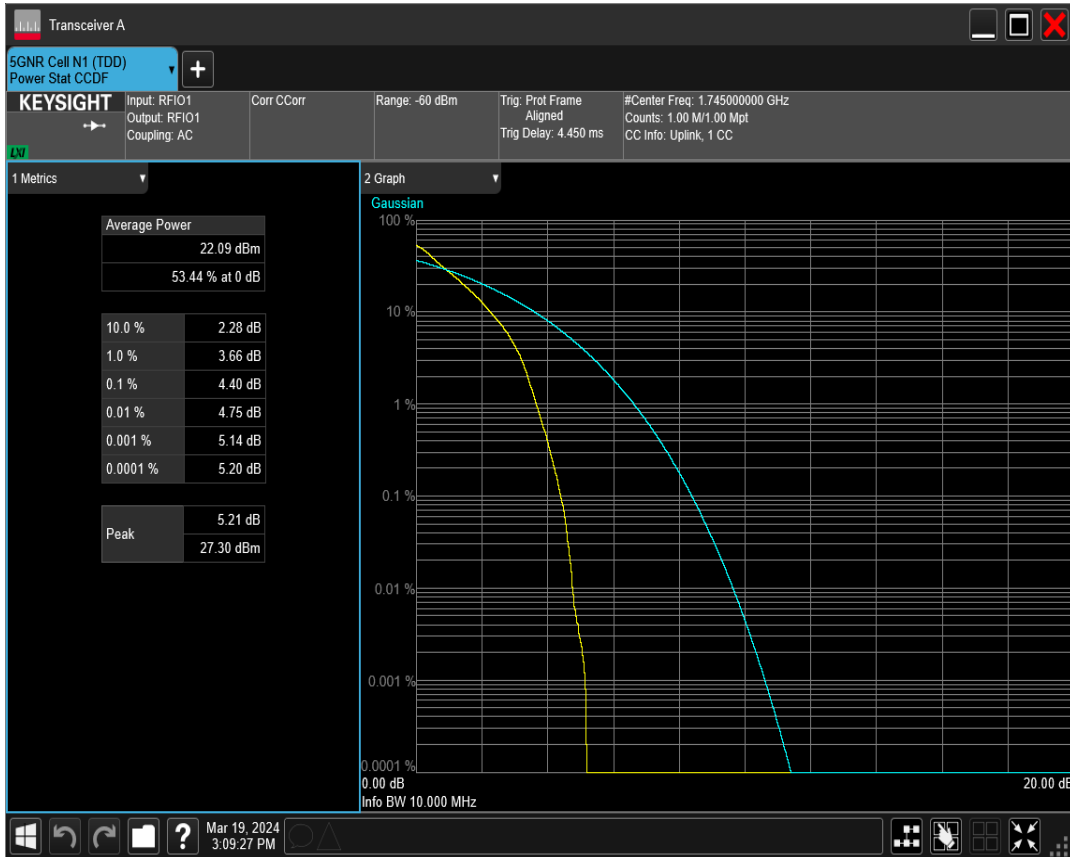 Transceiver A
5GNR Cell N1 (TDD)
Power Stat CCDF
+
KEYSIGHT
LXI
Input: RFIO1
Output: RFIO1
Coupling: AC
Corr CCorr
Range: -60 dBm
Trig: Prot Frame
Aligned
Trig Delay: 4.450 ms
#Center Freq: 1.745000000 GHz
Counts: 1.00 M/1.00 Mpt
CC Info: Uplink, 1 CC
1 Metrics
Average Power
22.09 dBm
53.44 % at 0 dB
10.0 % 2.28 dB
1.0 % 3.66 dB
0.1 % 4.40 dB
0.01 % 4.75 dB
0.001 % 5.14 dB
0.0001 % 5.20 dB
Peak 5.21 dB
27.30 dBm
2 Graph
Gaussian
100 %
10 %
1 %
0.1 %
0.01 %
0.001 %
0.0001 %
0.00 dB 20.00 dB
Info BW 10.000 MHz
?
Mar 19, 2024
3:09:27 PM